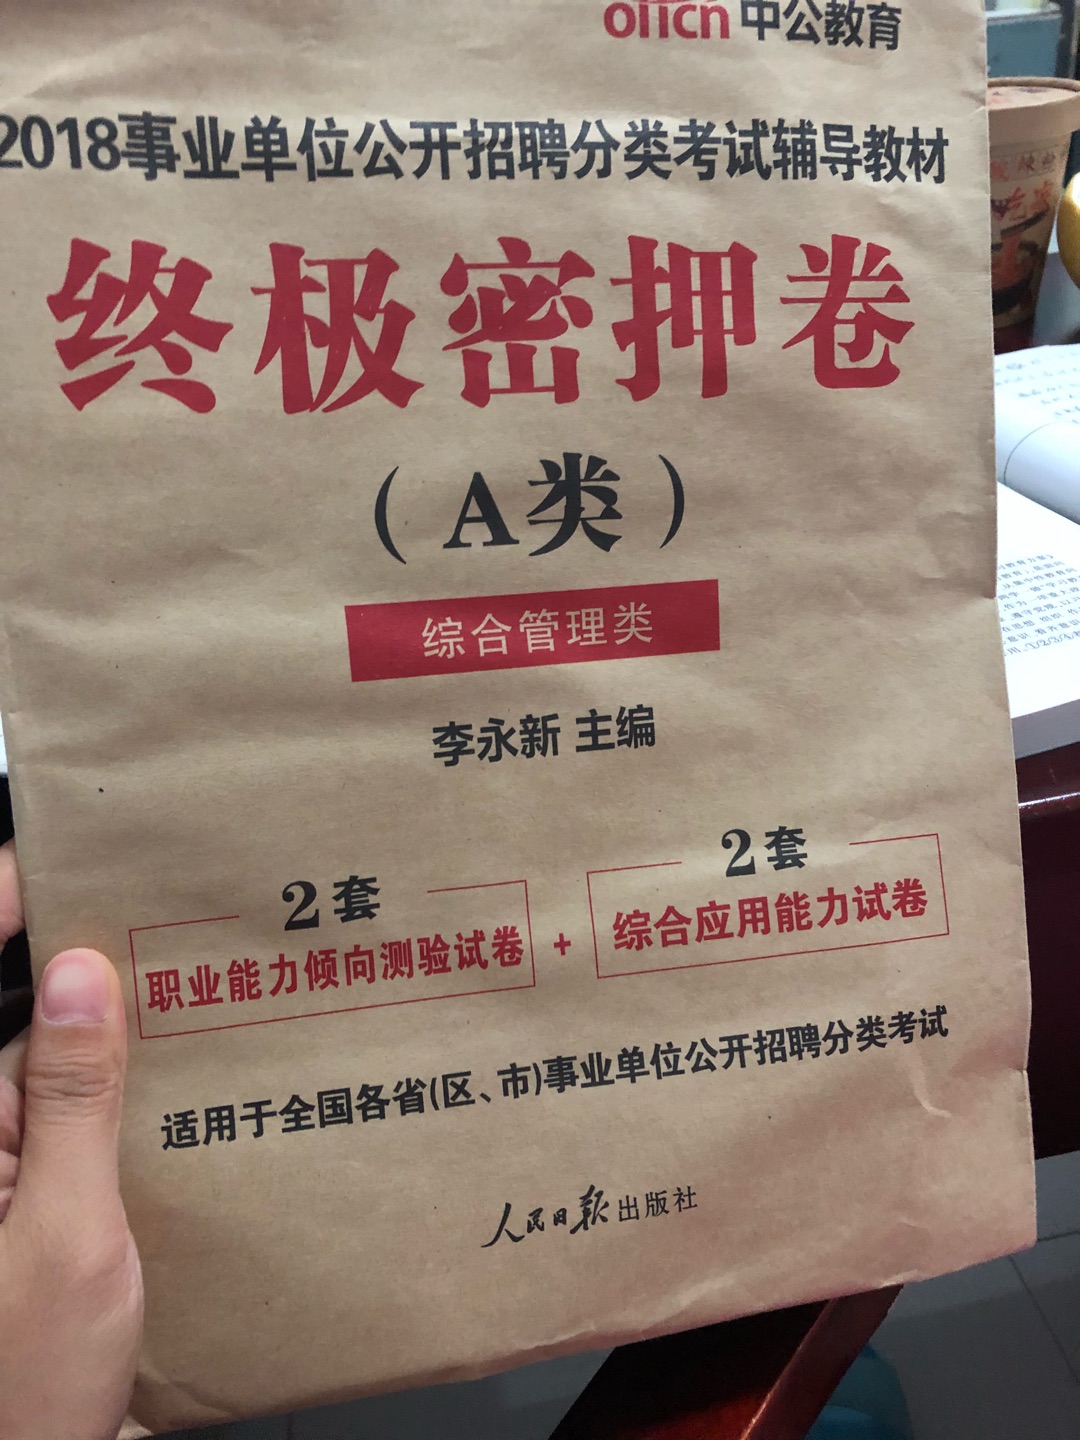 offcn 中公教育
2018事业单位公开招聘分类考试辅导教材
终极密押卷
(A类)
综合管理类
李永新 主编
2套
职业能力倾向测验试卷
+
2套
综合应用能力试卷
适用于全国各省(区、市)事业单位公开招聘分类考试
人民日报出版社